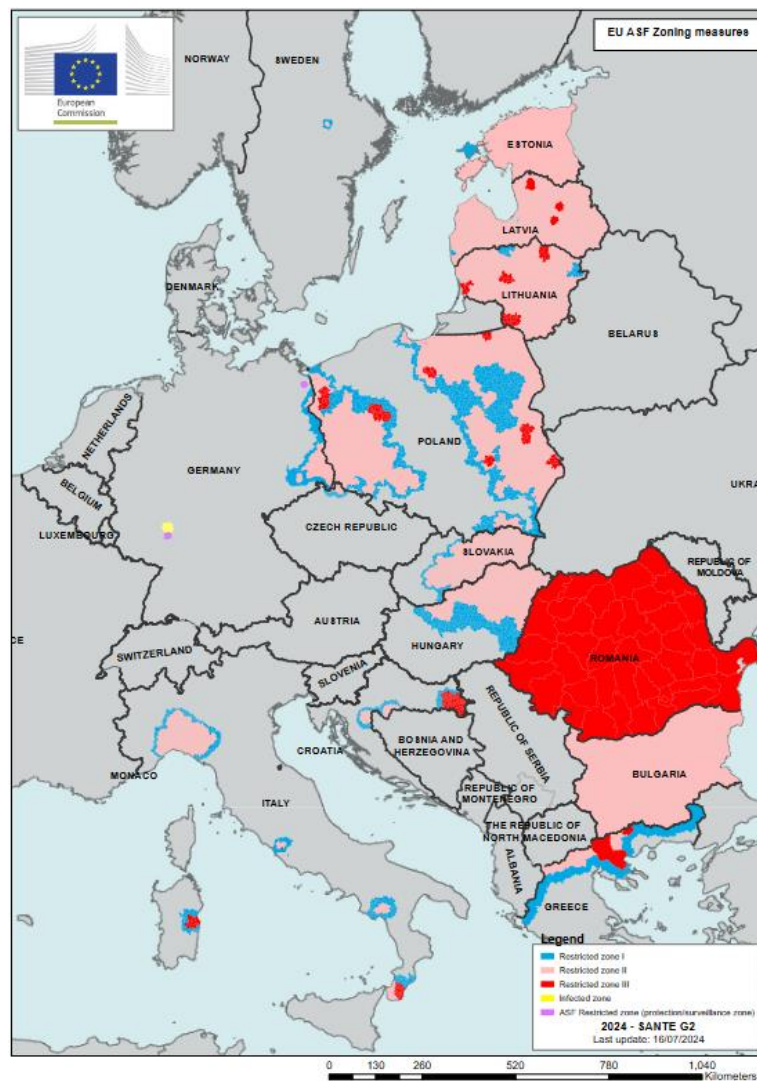 EU ASF Zoning measures
European
Commission
NORWAY
SWEDEN
ESTONIA
LATVIA
LITHUANIA
DENMARK
BELARUS
NETHERLANDS
GERMANY
POLAND
BELGIUM
UKRA
LUXEMBOURG
CZECH REPUBLIC
SLOVAKIA
REPUBLIC OF
MOLDOVA
AUSTRIA
CE
HUNGARY
SWITZERLAND
ROMANIA
SLOVENIA
CROATIA
BOSNIA AND
HERZEGOVINA
REPUBLIC OF SERBIA
MONACO
BULGARIA
ITALY
REPUBLIC OF
MONTENEGRO
THE REPUBLIC OF
NORTH MACEDONIA
ALBANIA
GREECE
Legend
Restricted zone I
Restricted zone II
Restricted zone III
Infected zone
ASF Restricted zone (protection/surveillance zone)
2024 - SANTE G2
Last update: 16/07/2024
0 130 260 520 780 1,040
Kilometers